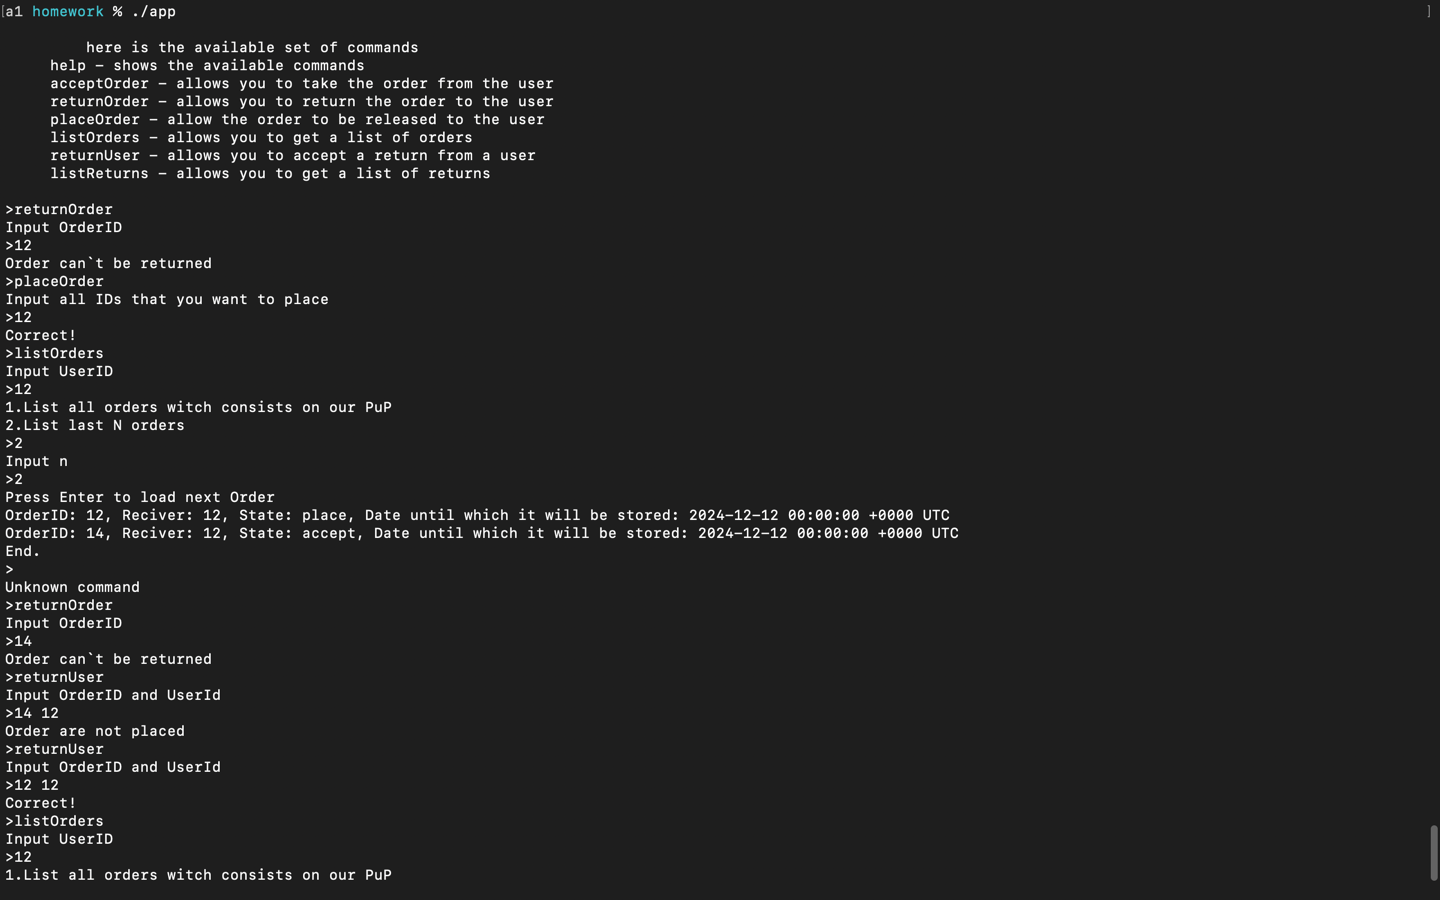 [a1 homework % ./app ]
here is the available set of commands
help – shows the available commands
acceptOrder – allows you to take the order from the user
returnOrder – allows you to return the order to the user
placeOrder – allow the order to be released to the user
listOrders – allows you to get a list of orders
returnUser – allows you to accept a return from a user
listReturns – allows you to get a list of returns
>returnOrder
Input OrderID
>12
Order can`t be returned
>placeOrder
Input all IDs that you want to place
>12
Correct!
>listOrders
Input UserID
>12
1.List all orders witch consists on our PuP
2.List last N orders
>2
Input n
>2
Press Enter to load next Order
OrderID: 12, Reciver: 12, State: place, Date until which it will be stored: 2024-12-12 00:00:00 +0000 UTC
OrderID: 14, Reciver: 12, State: accept, Date until which it will be stored: 2024-12-12 00:00:00 +0000 UTC
End.
>
Unknown command
>returnOrder
Input OrderID
>14
Order can`t be returned
>returnUser
Input OrderID and UserId
>14 12
Order are not placed
>returnUser
Input OrderID and UserId
>12 12
Correct!
>listOrders
Input UserID
>12
1.List all orders witch consists on our PuP